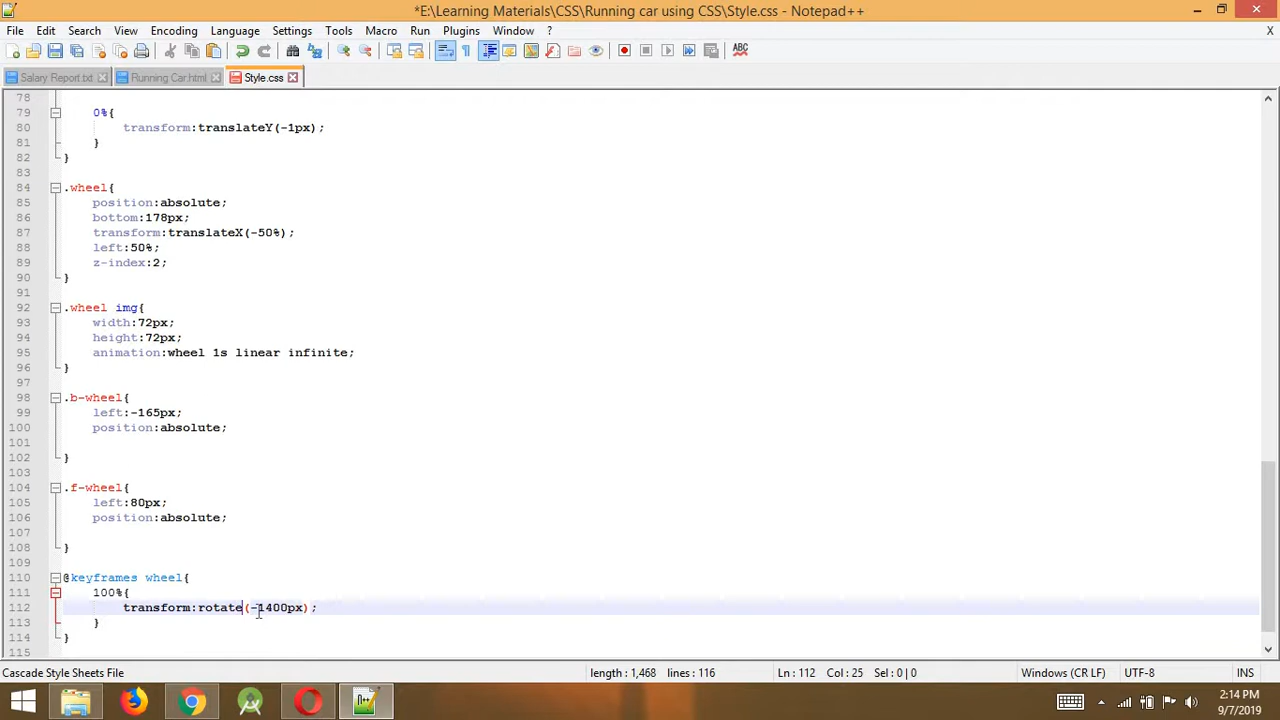 *E:\Learning Materials\CSS\Running car using CSS\Style.css - Notepad++
File Edit Search View Encoding Language Settings Tools Macro Run Plugins Window ? X
Salary Report.txt Running Car.html Style.css
78
79 0%{
80 transform:translateY(-1px);
81 }
82 }
83
84 .wheel{
85 position:absolute;
86 bottom:178px;
87 transform:translateX(-50%);
88 left:50%;
89 z-index:2;
90 }
91
92 .wheel img{
93 width:72px;
94 height:72px;
95 animation:wheel 1s linear infinite;
96 }
97
98 .b-wheel{
99 left:-165px;
100 position:absolute;
101
102 }
103
104 .f-wheel{
105 left:80px;
106 position:absolute;
107
108 }
109
110 @keyframes wheel{
111 100%{
112 transform:rotate(-1400px);
113 }
114 }
115
Cascade Style Sheets File length : 1,468 lines : 116 Ln : 112 Col : 25 Sel : 0 | 0 Windows (CR LF) UTF-8 INS
2:14 PM
9/7/2019